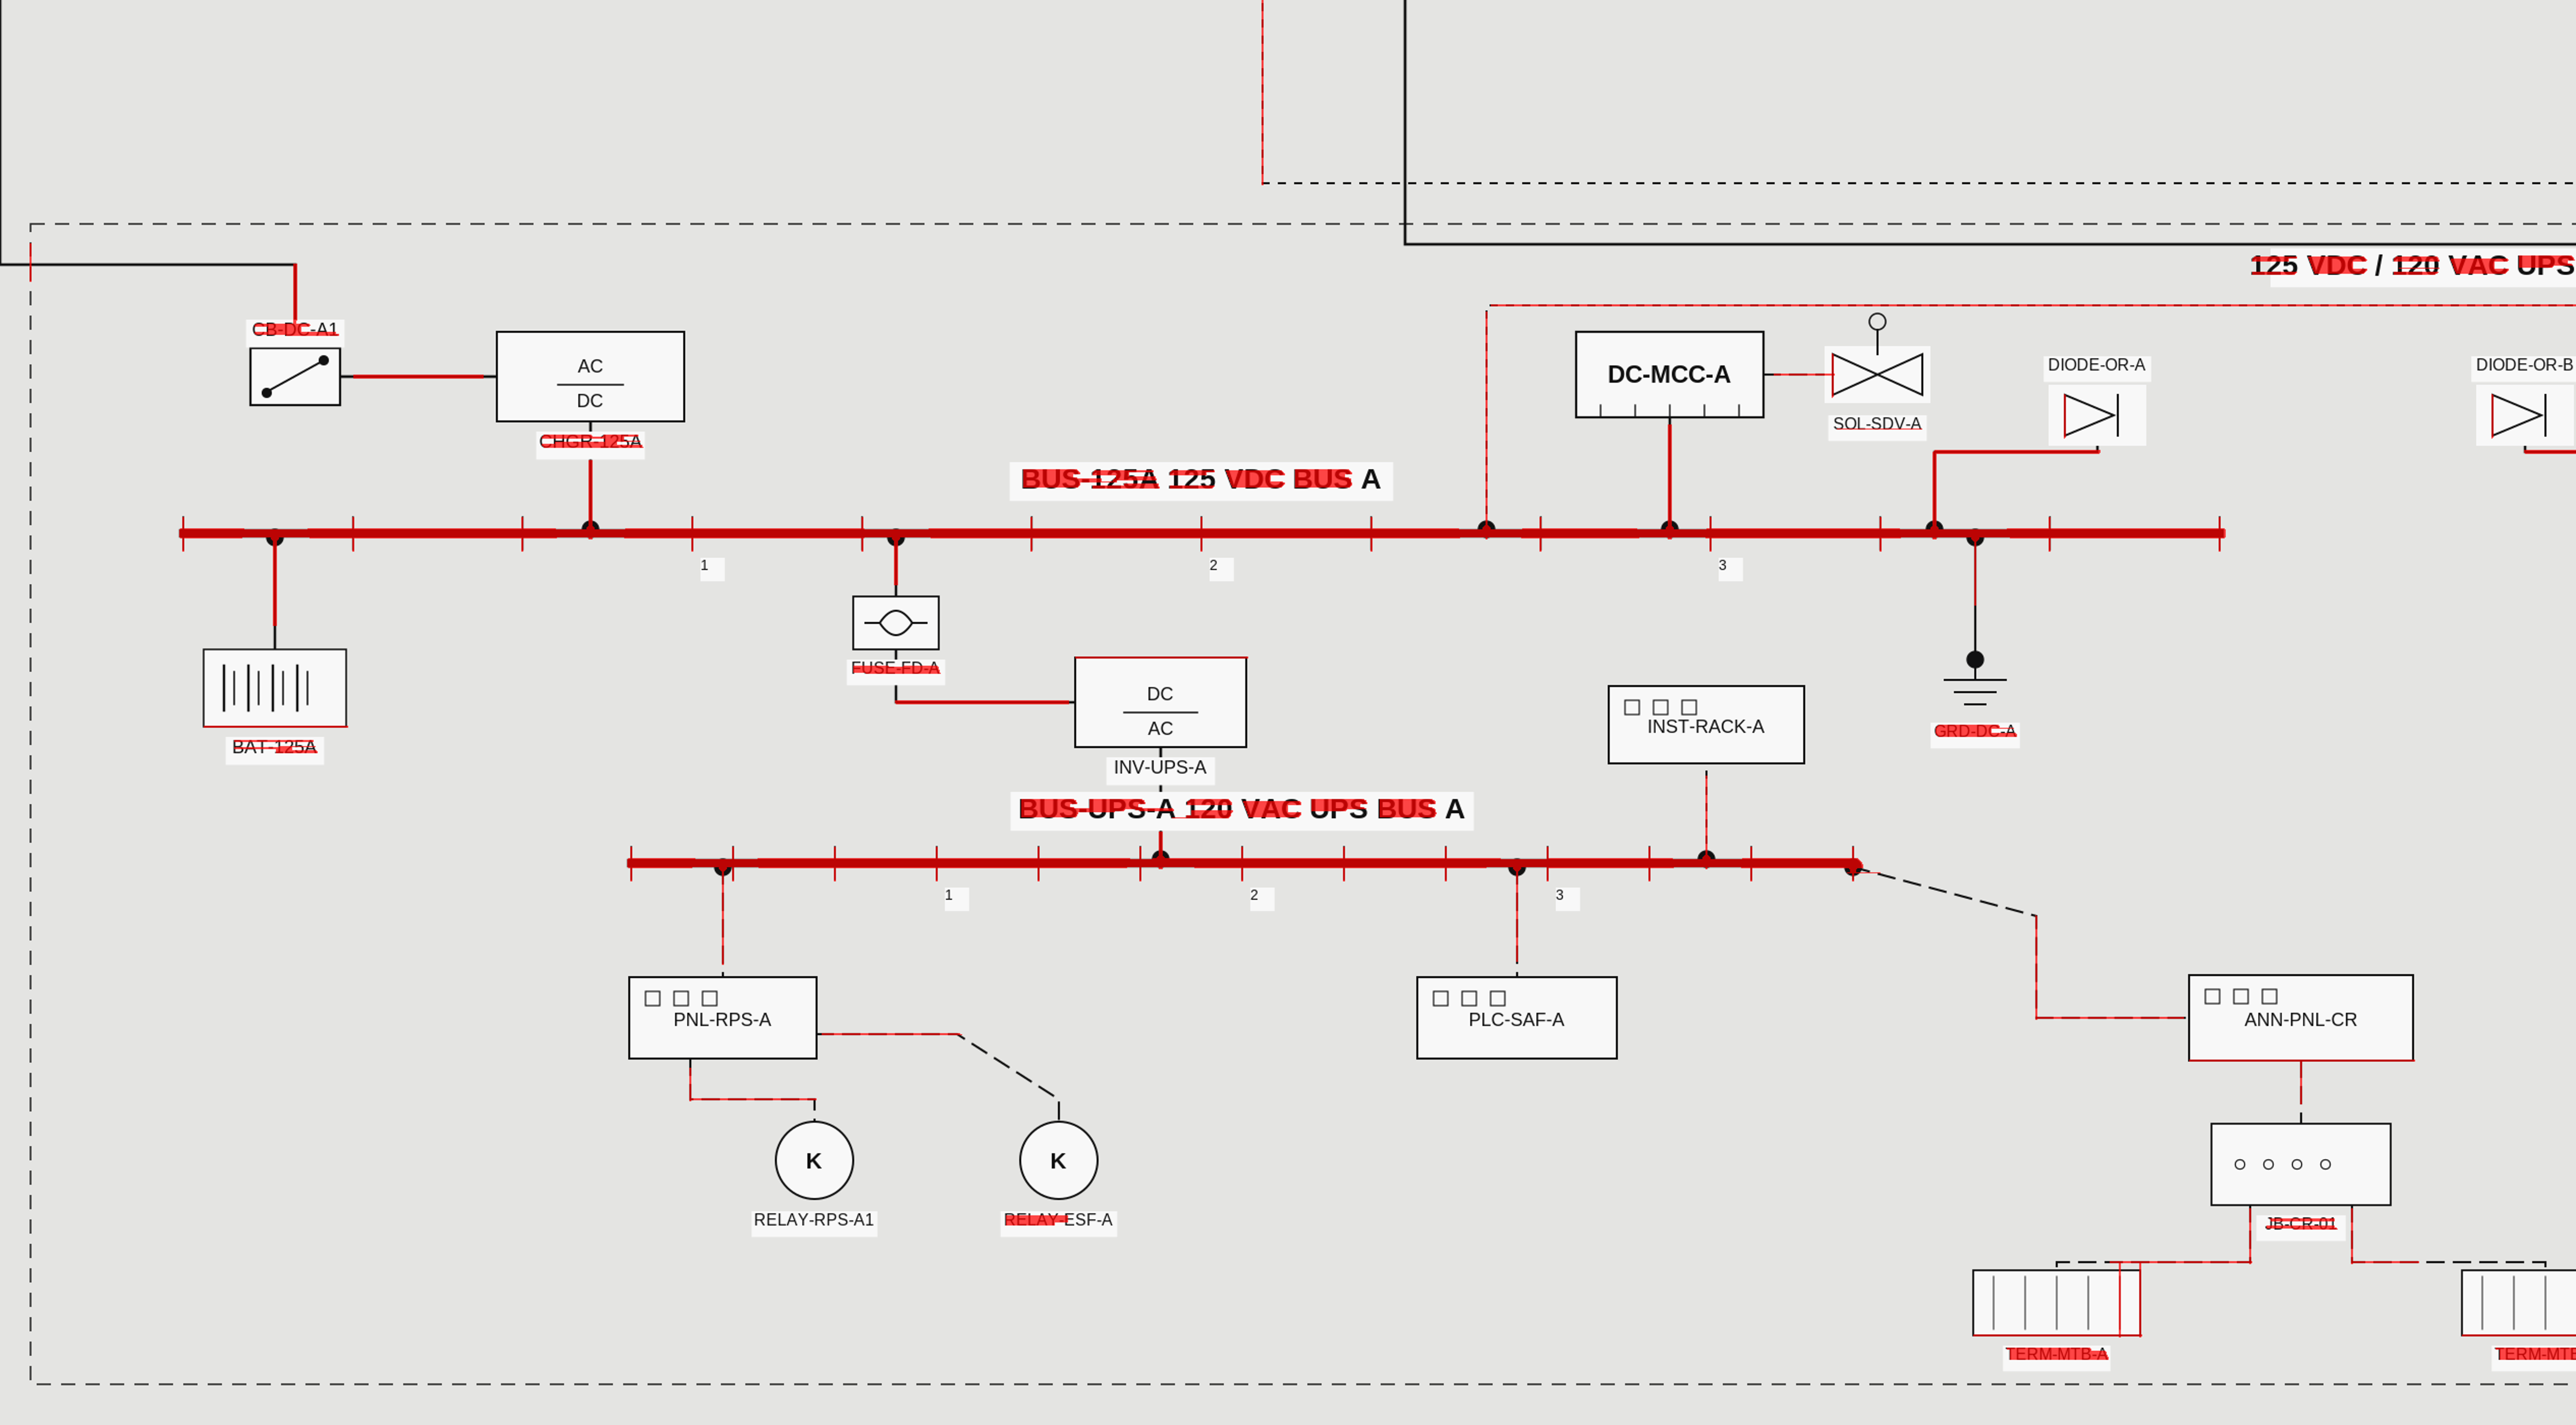 125 VDC / 120 VAC UPS
CB-DC-A1
AC
DC
CHGR-125A
DC-MCC-A
SOL-SDV-A
DIODE-OR-A
DIODE-OR-B
BUS-125A 125 VDC BUS A
1
2
3
FUSE-FD-A
BAT-125A
DC
AC
INV-UPS-A
INST-RACK-A
GRD-DC-A
BUS-UPS-A 120 VAC UPS BUS A
1
2
3
PNL-RPS-A
PLC-SAF-A
ANN-PNL-CR
K
K
RELAY-RPS-A1
RELAY-ESF-A
JB-CR-01
TERM-MTB-A
TERM-MTB